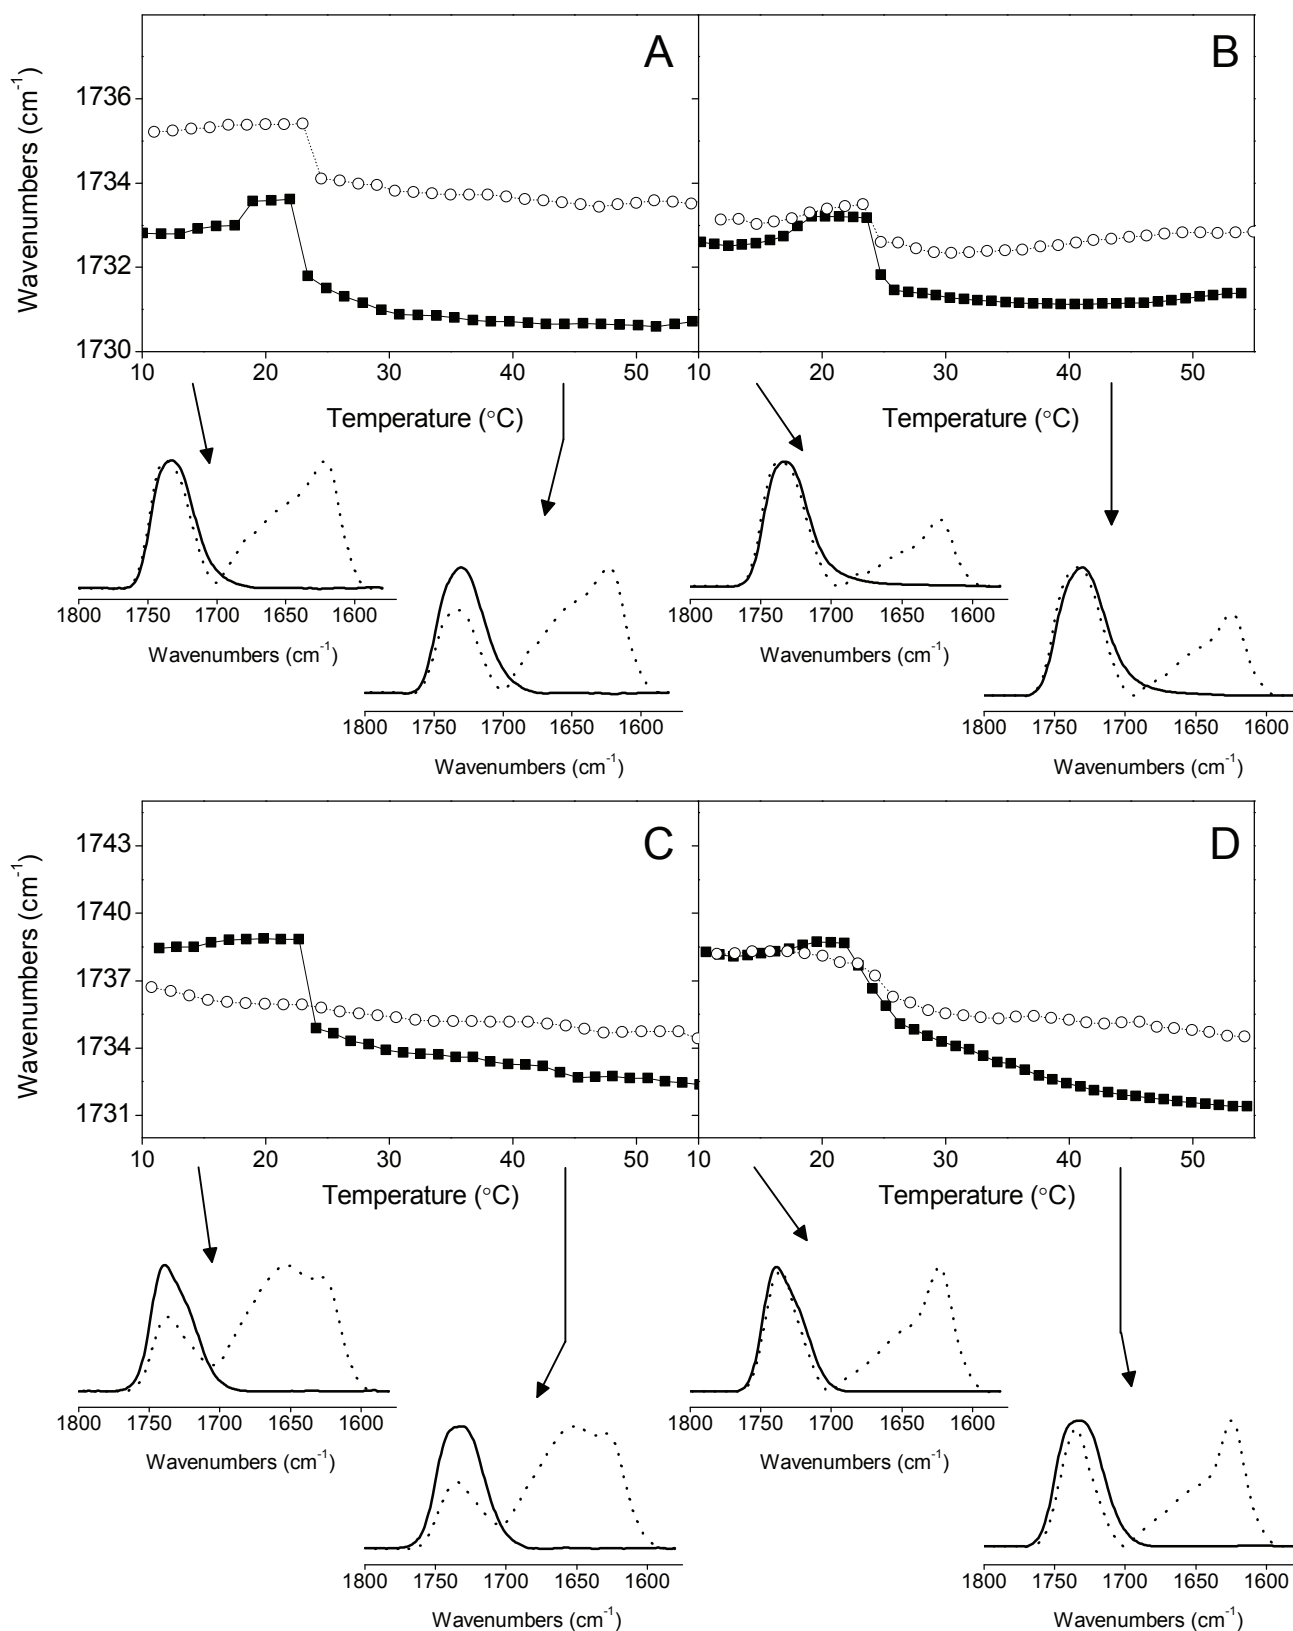 A
B
Wavenumbers (cm-1)
1736
1734
1732
1730
10 20 30 40 50 10 20 30 40 50
Temperature (°C)
Temperature (°C)
1800 1750 1700 1650 1600
Wavenumbers (cm-1)
1800 1750 1700 1650 1600
Wavenumbers (cm-1)
1800 1750 1700 1650 1600
Wavenumbers (cm-1)
1800 1750 1700 1650 1600
Wavenumbers (cm-1)
C
D
Wavenumbers (cm-1)
1743
1740
1737
1734
1731
10 20 30 40 50 10 20 30 40 50
Temperature (°C)
Temperature (°C)
1800 1750 1700 1650 1600
Wavenumbers (cm-1)
1800 1750 1700 1650 1600
Wavenumbers (cm-1)
1800 1750 1700 1650 1600
Wavenumbers (cm-1)
1800 1750 1700 1650 1600
Wavenumbers (cm-1)